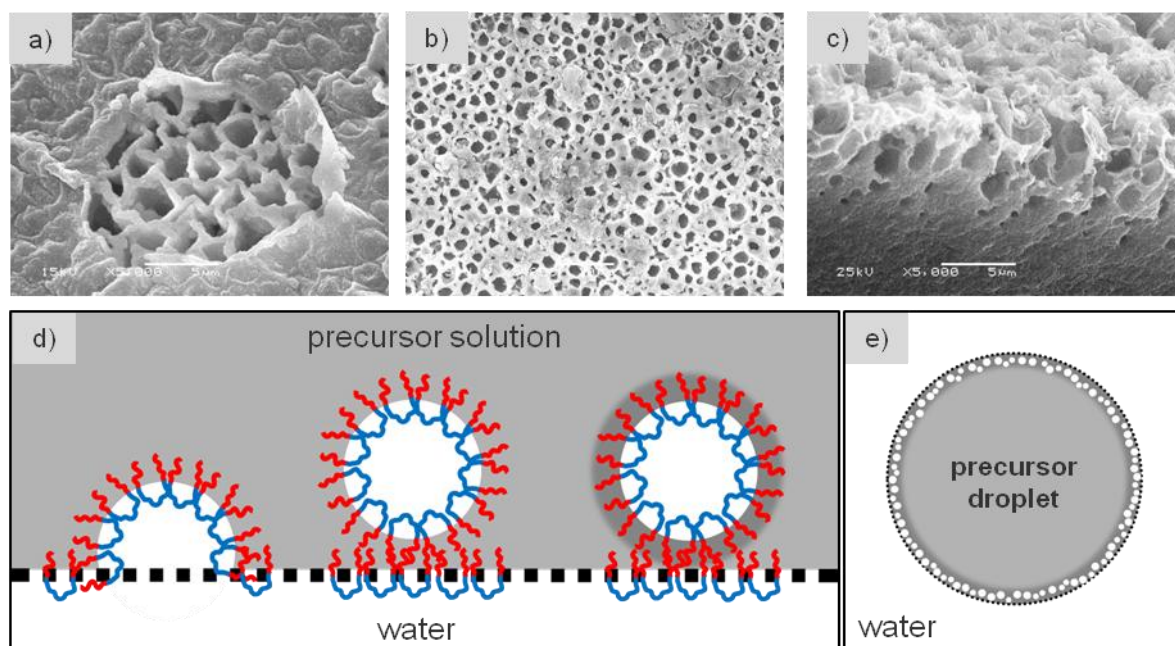 a)
15kV X5,000 5µm
b)
c)
25kV X5,000 5µm
d)
precursor solution
water
e)
precursor
droplet
water